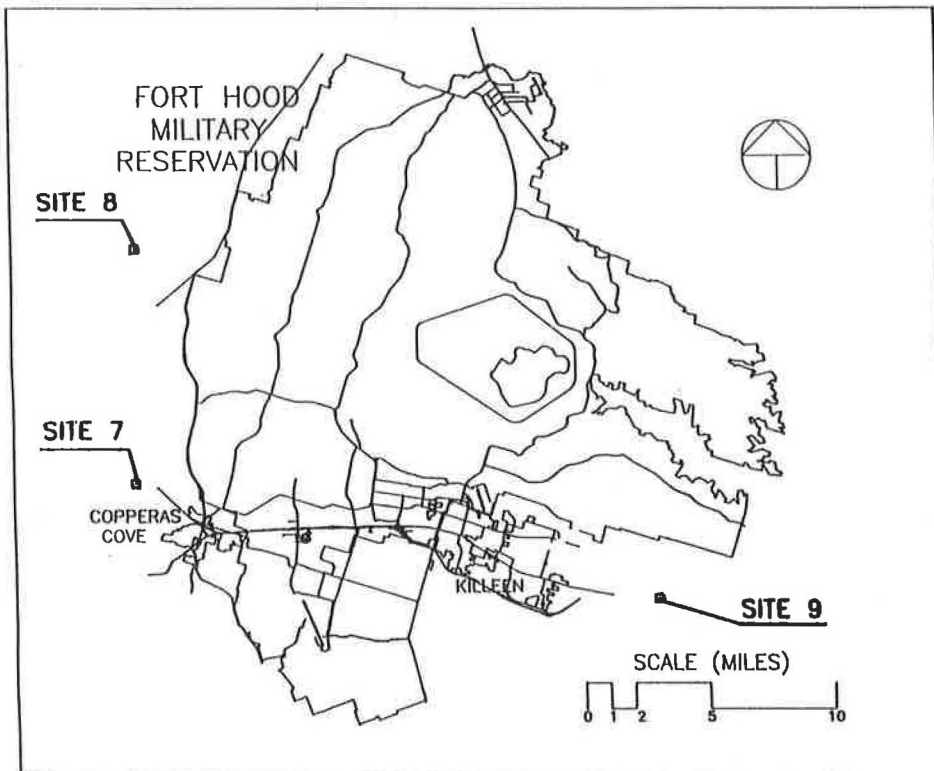 FORT HOOD
MILITARY
RESERVATION
SITE 8
SITE 7
COPPERAS
COVE
KILLEEN
SITE 9
SCALE (MILES)
0 1 2 5 10